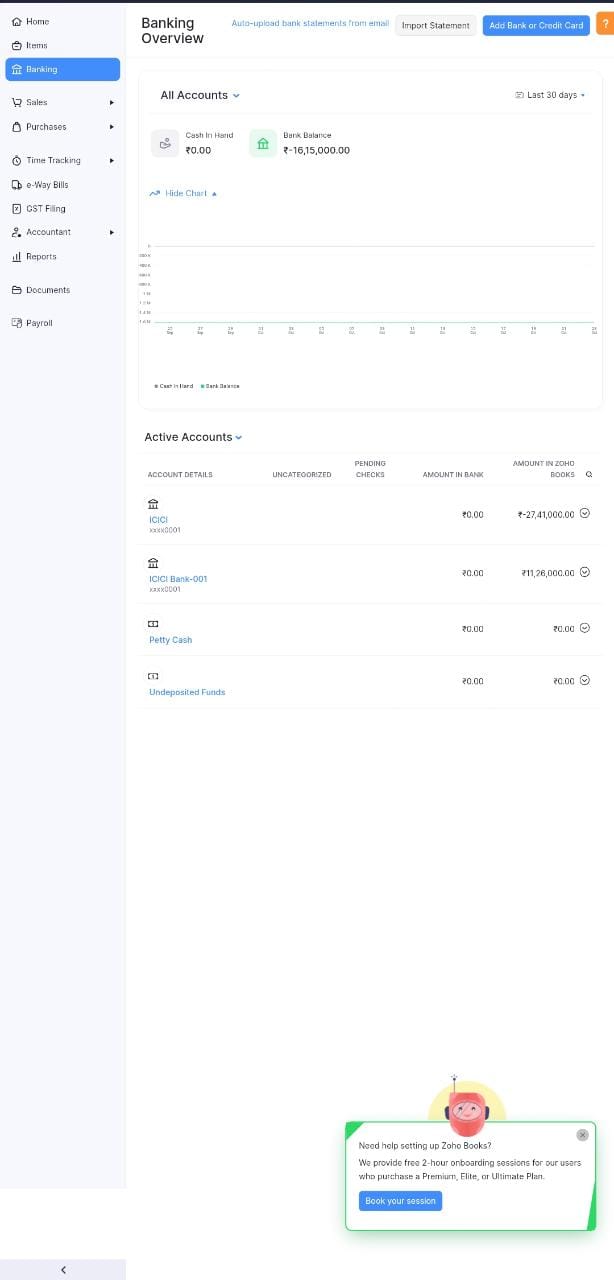 Home
Items
Banking
Sales
Purchases
Time Tracking
e-Way Bills
GST Filing
Accountant
Reports
Documents
Payroll
Banking
Overview
Auto-upload bank statements from email
Import Statement
Add Bank or Credit Card
?
All Accounts
Last 30 days
Cash In Hand
₹0.00
Bank Balance
₹-16,15,000.00
Hide Chart
Cash In Hand
Bank Balance
Active Accounts
ACCOUNT DETAILS
UNCATEGORIZED
PENDING
CHECKS
AMOUNT IN BANK
AMOUNT IN ZOHO
BOOKS
ICICI
xxxx0001
₹0.00
₹-27,41,000.00
ICICI Bank-001
xxxx0001
₹0.00
₹11,26,000.00
Petty Cash
₹0.00
₹0.00
Undeposited Funds
₹0.00
₹0.00
Need help setting up Zoho Books?
We provide free 2-hour onboarding sessions for our users
who purchase a Premium, Elite, or Ultimate Plan.
Book your session